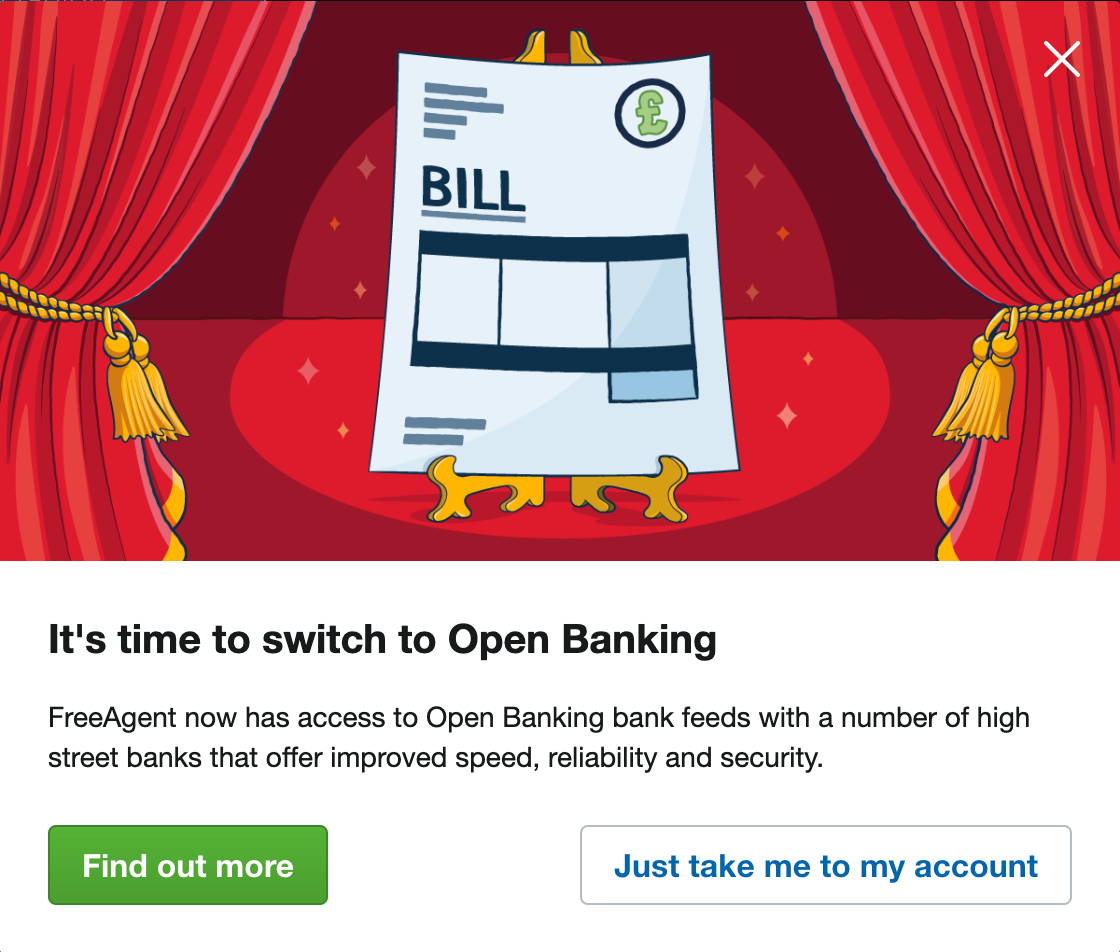 £
BILL
It's time to switch to Open Banking
FreeAgent now has access to Open Banking bank feeds with a number of high
street banks that offer improved speed, reliability and security.
Find out more
Just take me to my account